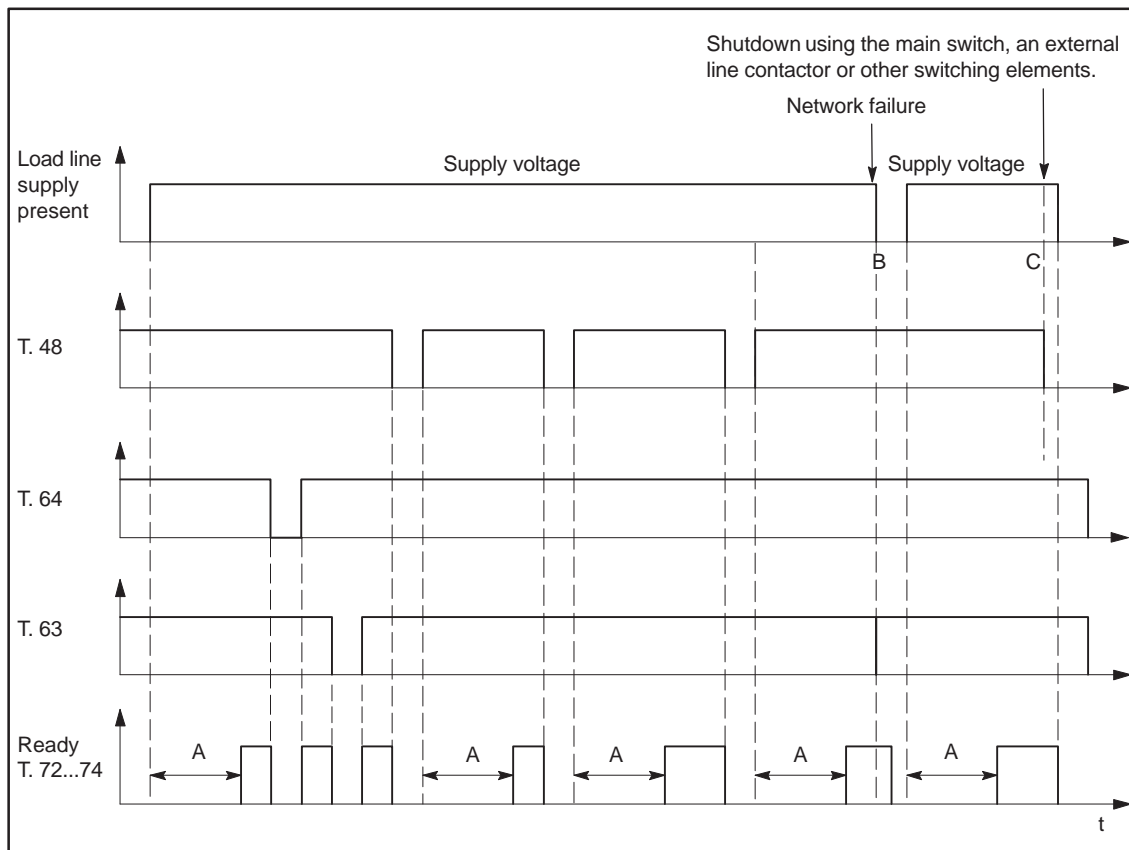 Shutdown using the main switch, an external
line contactor or other switching elements.
Network failure
Load line
supply
present
Supply voltage
Supply voltage
B
C
T. 48
T. 64
T. 63
Ready
T. 72...74
A
A
A
A
A
t